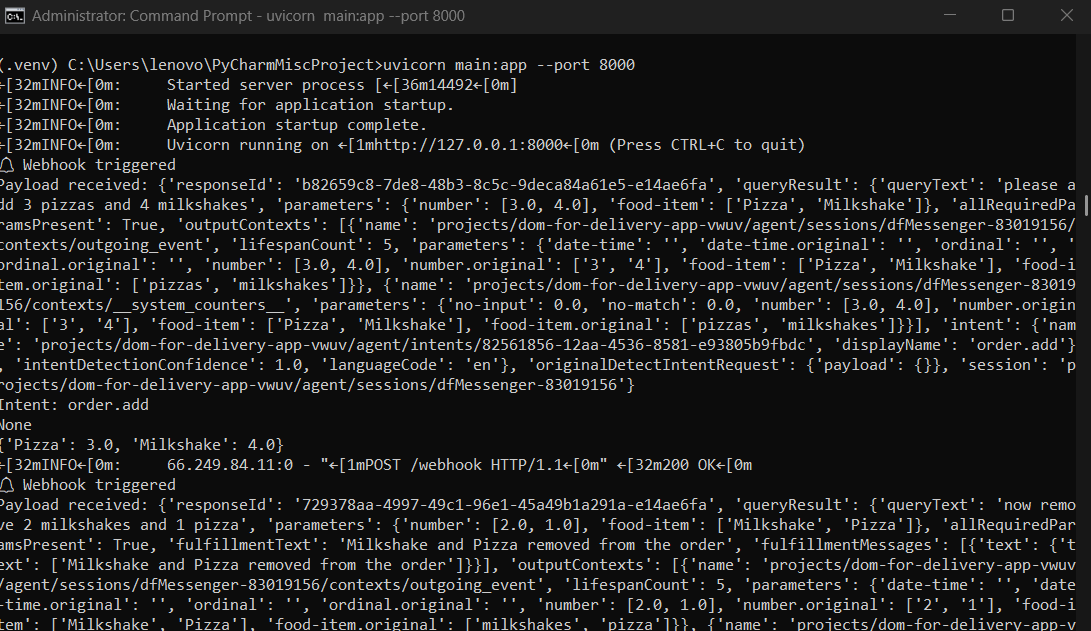 Administrator: Command Prompt - uvicorn  main:app --port 8000
(.venv) C:\Users\lenovo\PyCharmMiscProject>uvicorn main:app --port 8000
←[32mINFO←[0m:     Started server process [←[36m14492←[0m]
←[32mINFO←[0m:     Waiting for application startup.
←[32mINFO←[0m:     Application startup complete.
←[32mINFO←[0m:     Uvicorn running on ←[1mhttp://127.0.0.1:8000←[0m (Press CTRL+C to quit)
Webhook triggered
Payload received: {'responseId': 'b82659c8-7de8-48b3-8c5c-9deca84a61e5-e14ae6fa', 'queryResult': {'queryText': 'please a
dd 3 pizzas and 4 milkshakes', 'parameters': {'number': [3.0, 4.0], 'food-item': ['Pizza', 'Milkshake']}, 'allRequiredPa
ramsPresent': True, 'outputContexts': [{'name': 'projects/dom-for-delivery-app-vwuv/agent/sessions/dfMessenger-83019156/
contexts/outgoing_event', 'lifespanCount': 5, 'parameters': {'date-time': '', 'date-time.original': '', 'ordinal': '', '
ordinal.original': '', 'number': [3.0, 4.0], 'number.original': ['3', '4'], 'food-item': ['Pizza', 'Milkshake'], 'food-i
tem.original': ['pizzas', 'milkshakes']}}, {'name': 'projects/dom-for-delivery-app-vwuv/agent/sessions/dfMessenger-83019
156/contexts/__system_counters__', 'parameters': {'no-input': 0.0, 'no-match': 0.0, 'number': [3.0, 4.0], 'number.origin
al': ['3', '4'], 'food-item': ['Pizza', 'Milkshake'], 'food-item.original': ['pizzas', 'milkshakes']}}], 'intent': {'nam
e': 'projects/dom-for-delivery-app-vwuv/agent/intents/82561856-12aa-4536-8581-e93805b9fbdc', 'displayName': 'order.add'}
, 'intentDetectionConfidence': 1.0, 'languageCode': 'en'}, 'originalDetectIntentRequest': {'payload': {}}, 'session': 'p
rojects/dom-for-delivery-app-vwuv/agent/sessions/dfMessenger-83019156'}
Intent: order.add
None
{'Pizza': 3.0, 'Milkshake': 4.0}
←[32mINFO←[0m:     66.249.84.11:0 - "←[1mPOST /webhook HTTP/1.1←[0m" ←[32m200 OK←[0m
Webhook triggered
Payload received: {'responseId': '729378aa-4997-49c1-96e1-45a49b1a291a-e14ae6fa', 'queryResult': {'queryText': 'now remo
ve 2 milkshakes and 1 pizza', 'parameters': {'number': [2.0, 1.0], 'food-item': ['Milkshake', 'Pizza']}, 'allRequiredPar
amsPresent': True, 'fulfillmentText': 'Milkshake and Pizza removed from the order', 'fulfillmentMessages': [{'text': {'t
ext': ['Milkshake and Pizza removed from the order']}}], 'outputContexts': [{'name': 'projects/dom-for-delivery-app-vwuv
/agent/sessions/dfMessenger-83019156/contexts/outgoing_event', 'lifespanCount': 5, 'parameters': {'date-time': '', 'date
-time.original': '', 'ordinal': '', 'ordinal.original': '', 'number': [2.0, 1.0], 'number.original': ['2', '1'], 'food-i
tem': ['Milkshake', 'Pizza'], 'food-item.original': ['milkshakes', 'pizza']}}, {'name': 'projects/dom-for-delivery-app-v